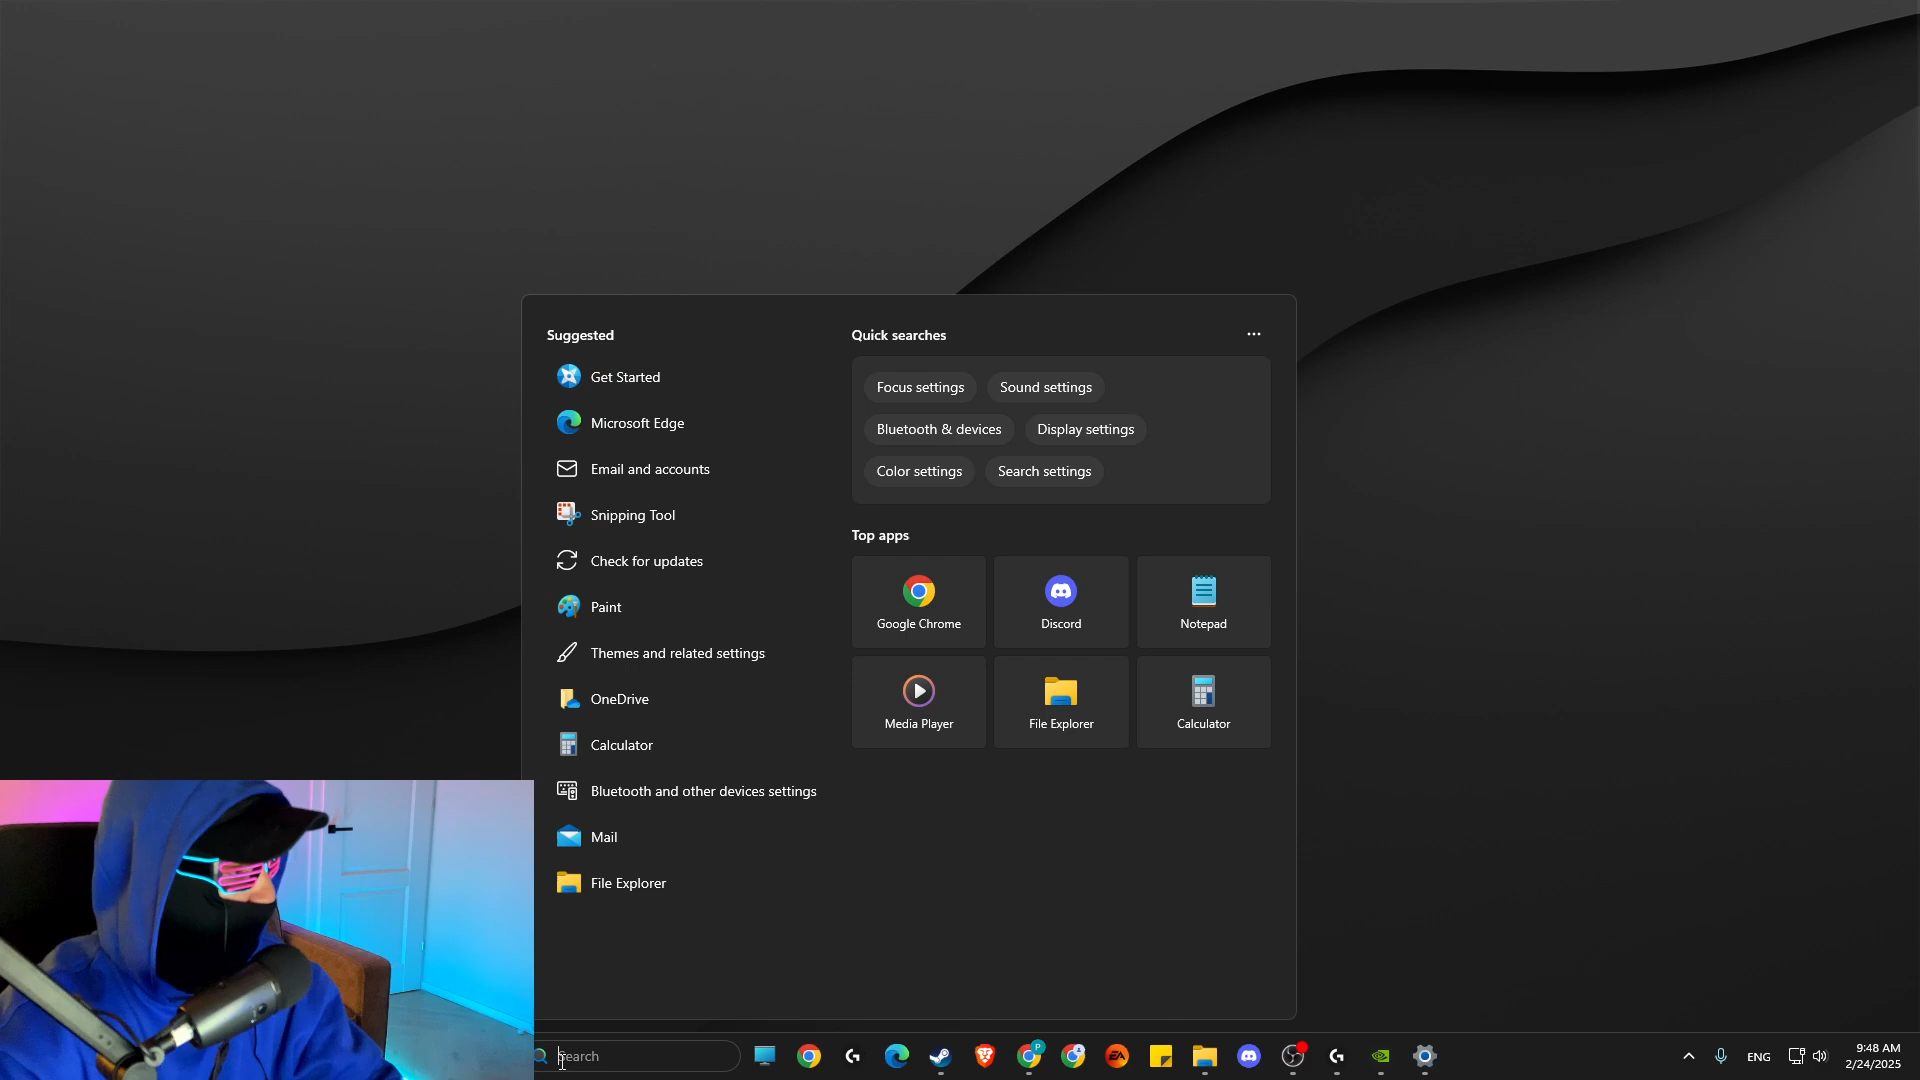 Suggested
Get Started
Microsoft Edge
Email and accounts
Snipping Tool
Check for updates
Paint
Themes and related settings
OneDrive
Calculator
Bluetooth and other devices settings
Mail
File Explorer
Quick searches
Focus settings
Sound settings
Bluetooth & devices
Display settings
Color settings
Search settings
Top apps
Google Chrome
Discord
Notepad
Media Player
File Explorer
Calculator
Search
P
EA
ENG
9:48 AM
2/24/2025